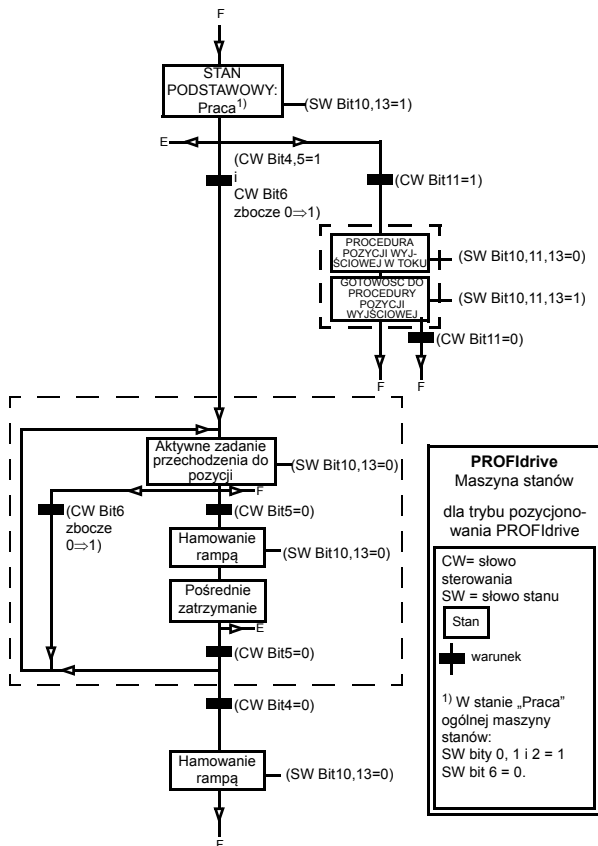 F
STAN
PODSTAWOWY:
Praca1)
(SW Bit10,13=1)
E
(CW Bit4,5=1
i
CW Bit6
zbocze 0⇒1)
(CW Bit11=1)
PROCEDURA
POZYCJI WYJ-
ŚCIOWEJ W TOKU
(SW Bit10,11,13=0)
GOTOWOŚĆ DO
PROCEDURY
POZYCJI
WYJŚCIOWEJ
(SW Bit10,11,13=1)
(CW Bit11=0)
F
F
Aktywne zadanie
przechodzenia do
pozycji
(SW Bit10,13=0)
F
(CW Bit6
zbocze
0⇒1)
(CW Bit5=0)
Hamowanie
rampą
(SW Bit10,13=0)
Pośrednie
zatrzymanie
E
(CW Bit5=0)
(CW Bit4=0)
Hamowanie
rampą
(SW Bit10,13=0)
F
PROFIdrive
Maszyna stanów
dla trybu pozycjono-
wania PROFIdrive
CW= słowo
sterowania
SW = słowo stanu
Stan
warunek
1) W stanie „Praca”
ogólnej maszyny
stanów:
SW bity 0, 1 i 2 = 1
SW bit 6 = 0.